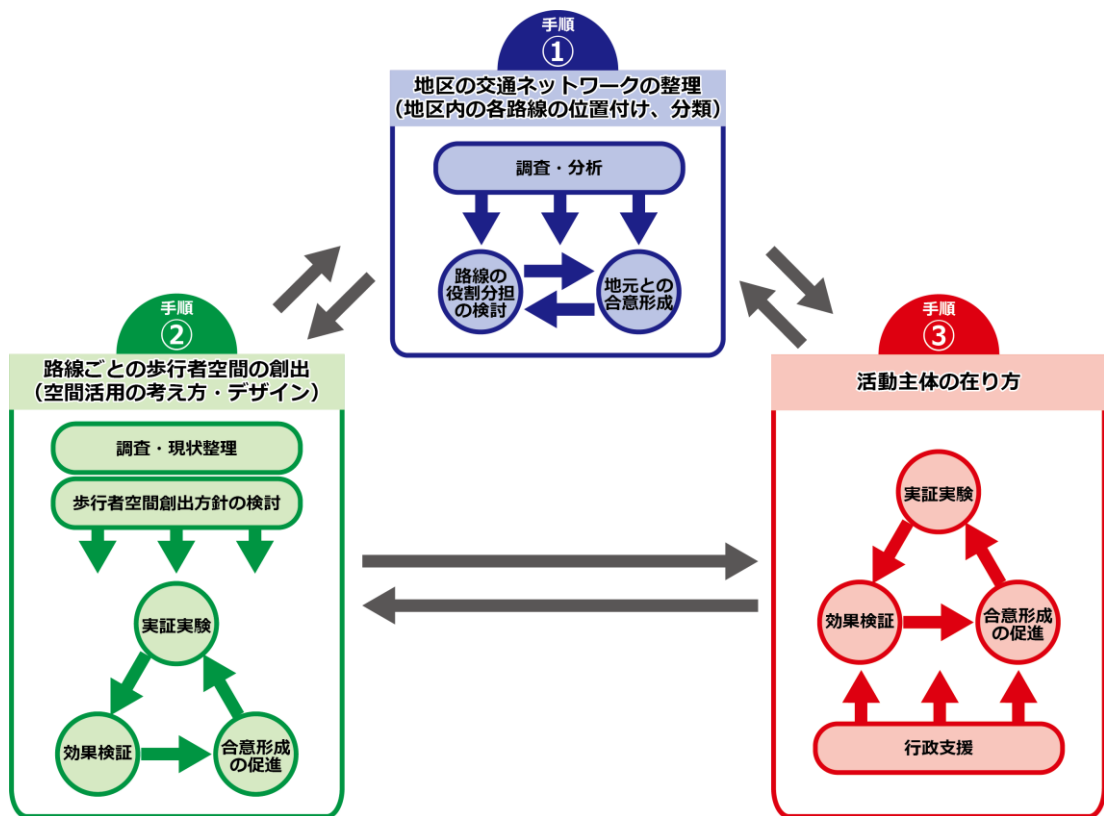 手順
①
地区の交通ネットワークの整理
(地区内の各路線の位置付け、分類)
調査・分析
路線の
役割分担
の検討
地元との
合意形成
手順
②
路線ごとの歩行者空間の創出
(空間活用の考え方・デザイン)
調査・現状整理
歩行者空間創出方針の検討
実証実験
効果検証
合意形成
の促進
手順
③
活動主体の在り方
実証実験
効果検証
合意形成
の促進
行政支援